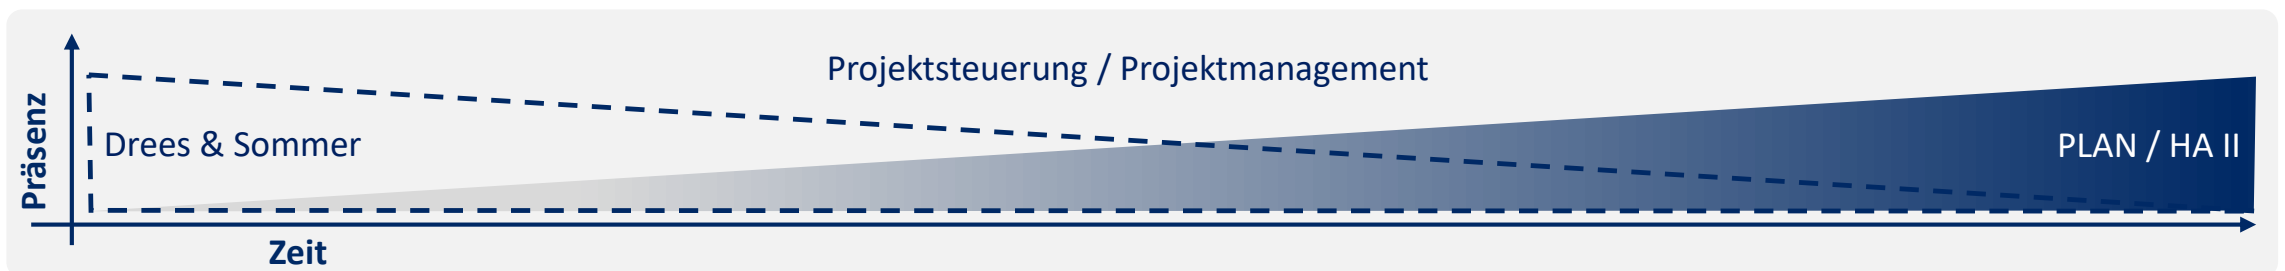 Projektsteuerung / Projektmanagement
Präsenz
Drees & Sommer
PLAN / HA II
Zeit